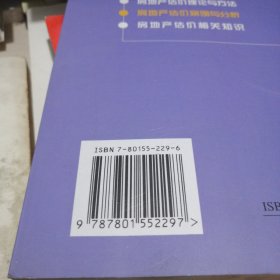 房地产估价理论与方法
房地产估价案例与分析
房地产估价相关知识
ISBN 7-80155-229-6
9 787801 552297 >
ISB